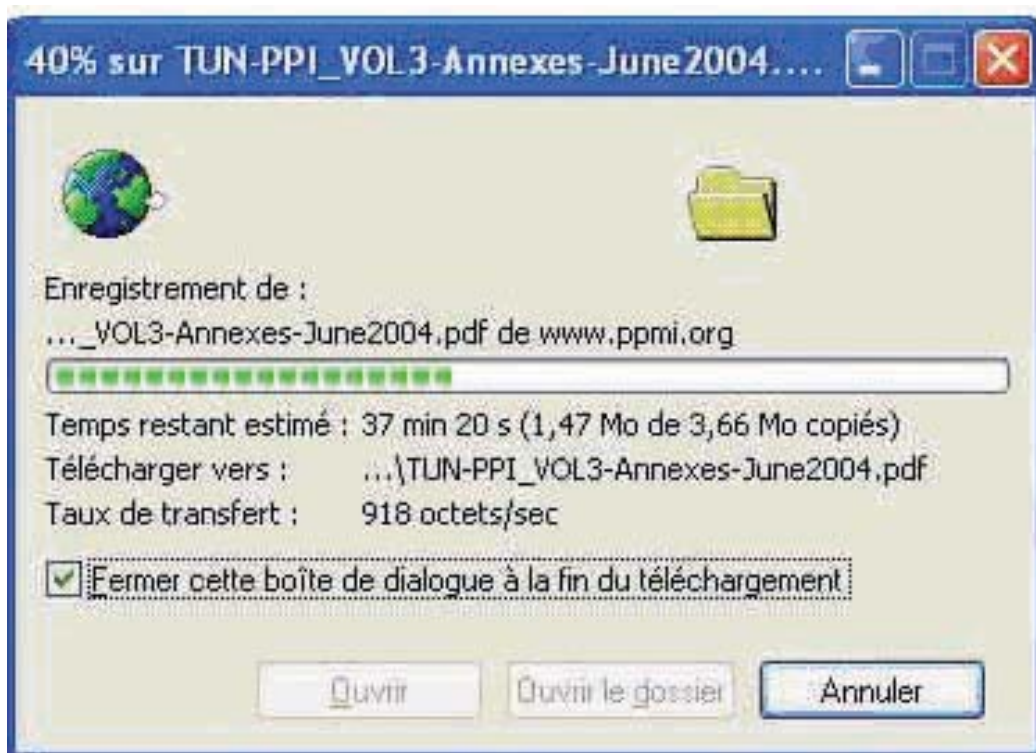 40% sur TUN-PPI_VOL3-Annexes-June2004....
Enregistrement de :
..._VOL3-Annexes-June2004.pdf de www.ppmi.org
Temps restant estimé : 37 min 20 s (1,47 Mo de 3,66 Mo copiés)
Télécharger vers : ...\TUN-PPI_VOL3-Annexes-June2004.pdf
Taux de transfert : 918 octets/sec
Fermer cette boîte de dialogue à la fin du téléchargement
Ouvrir Ouvrir le dossier Annuler